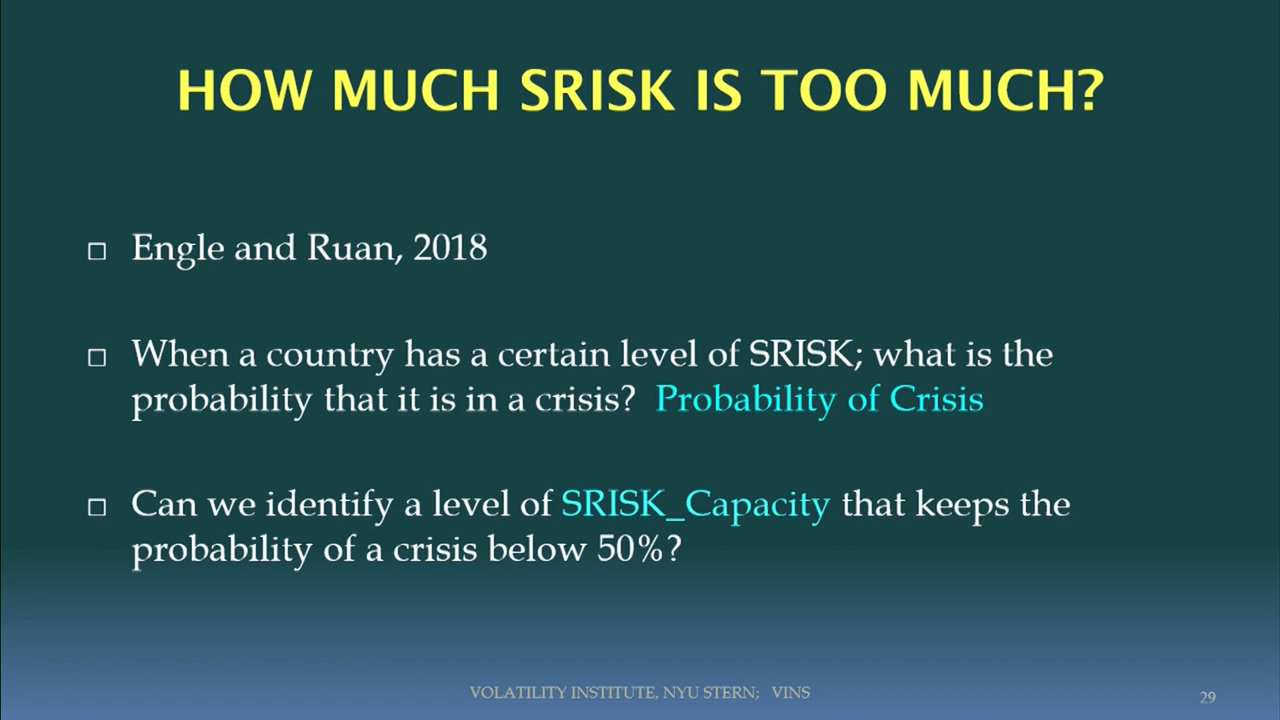 HOW MUCH SRISK IS TOO MUCH?
Engle and Ruan, 2018
When a country has a certain level of SRISK; what is the
probability that it is in a crisis? Probability of Crisis
Can we identify a level of SRISK_Capacity that keeps the
probability of a crisis below 50%?
VOLATILITY INSTITUTE, NYU STERN; VINS
29